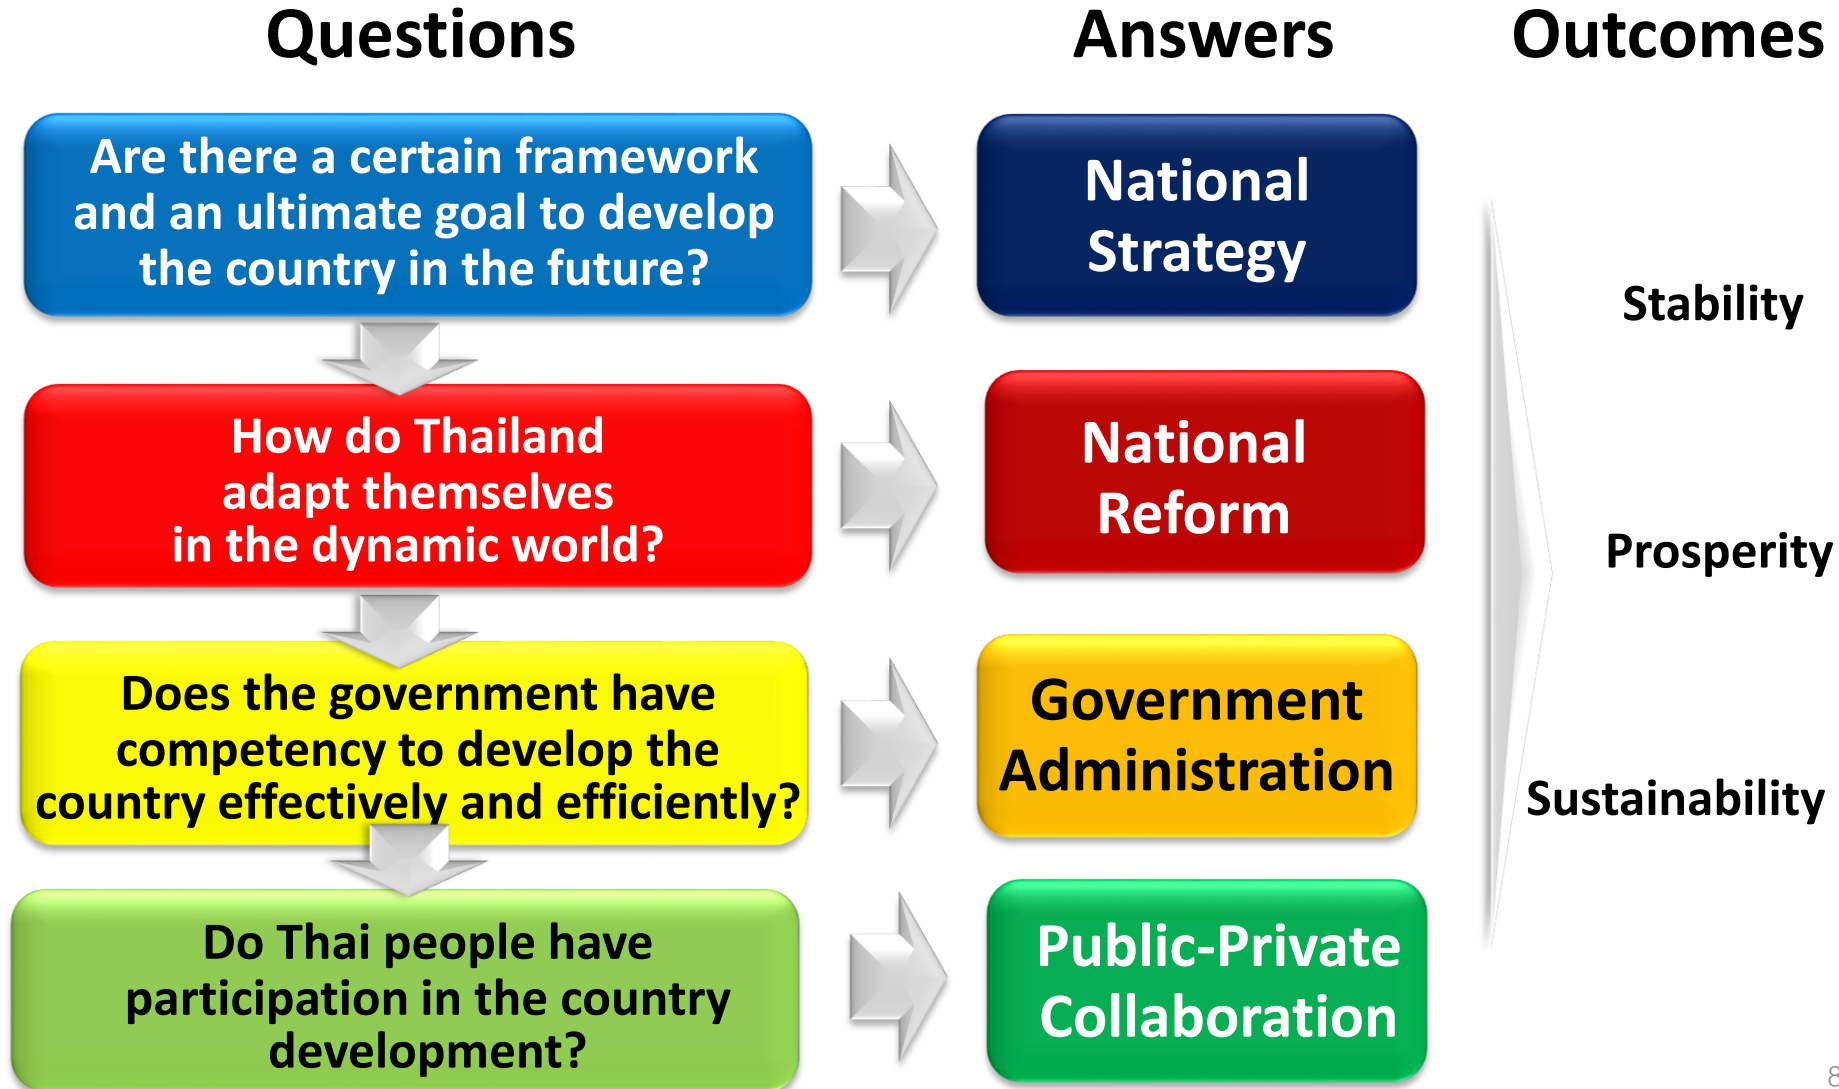 Questions
Answers
Outcomes
Are there a certain framework
and an ultimate goal to develop
the country in the future?
National
Strategy
Stability
How do Thailand
adapt themselves
in the dynamic world?
National
Reform
Prosperity
Does the government have
competency to develop the
country effectively and efficiently?
Government
Administration
Sustainability
Do Thai people have
participation in the country
development?
Public-Private
Collaboration
8